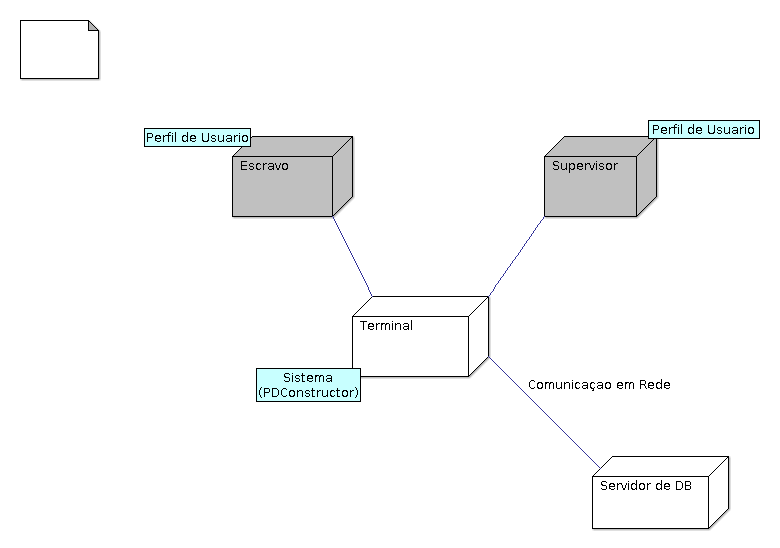 Perfil de Usuario
Perfil de Usuario
Escravo
Supervisor
Terminal
Sistema
(PDConstructor)
Comunicaçao em Rede
Servidor de DB